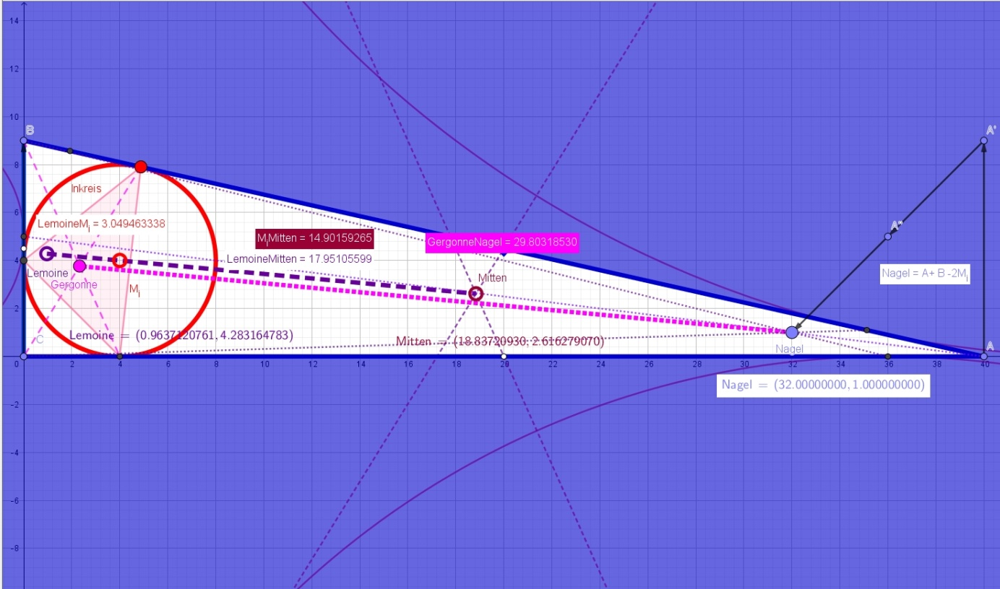 14
12
10
B
A'
8
Inkreis
6
LemoineM_i = 3.049463338
A''
M_iMitten = 14.90159265
GergonneNagel = 29.80318530
4
LemoineMitten = 17.95105599
Lemoine
Gergonne
M_i
Mitten
Nagel = A+ B -2M_i
2
C
Lemoine = (0.9637120761, 4.283164783)
Mitten = (18.83720930, 2.616279070)
Nagel
A
0 2 4 6 8 10 12 14 16 18 20 22 24 26 28 30 32 34 36 38 40
Nagel = (32.00000000, 1.000000000)
-2
-4
-6
-8